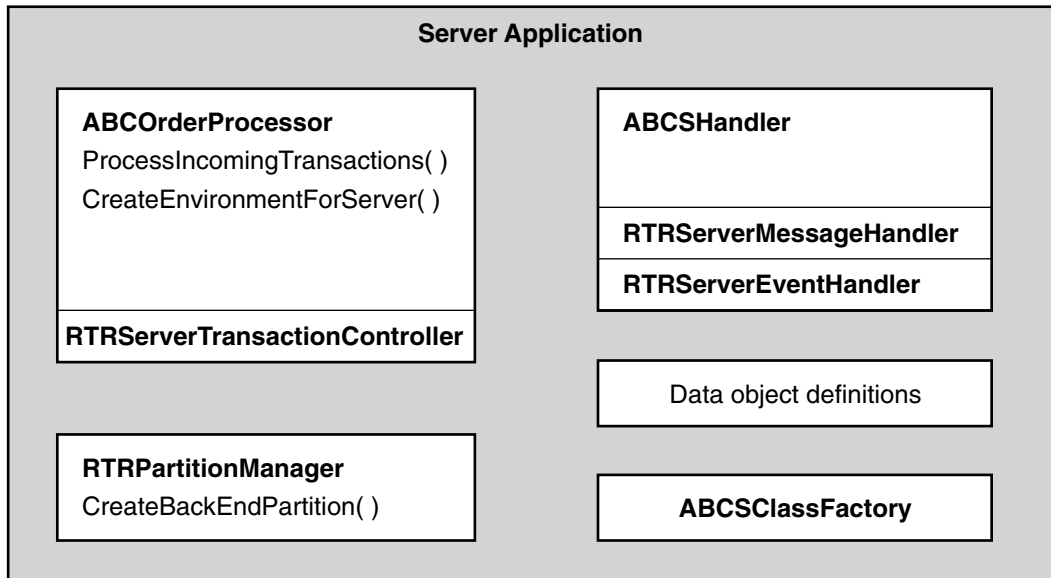 Server Application
ABCOrderProcessor
ProcessIncomingTransactions( )
CreateEnvironmentForServer( )
RTRServerTransactionController
RTRPartitionManager
CreateBackEndPartition( )
ABCSHandler
RTRServerMessageHandler
RTRServerEventHandler
Data object definitions
ABCSClassFactory